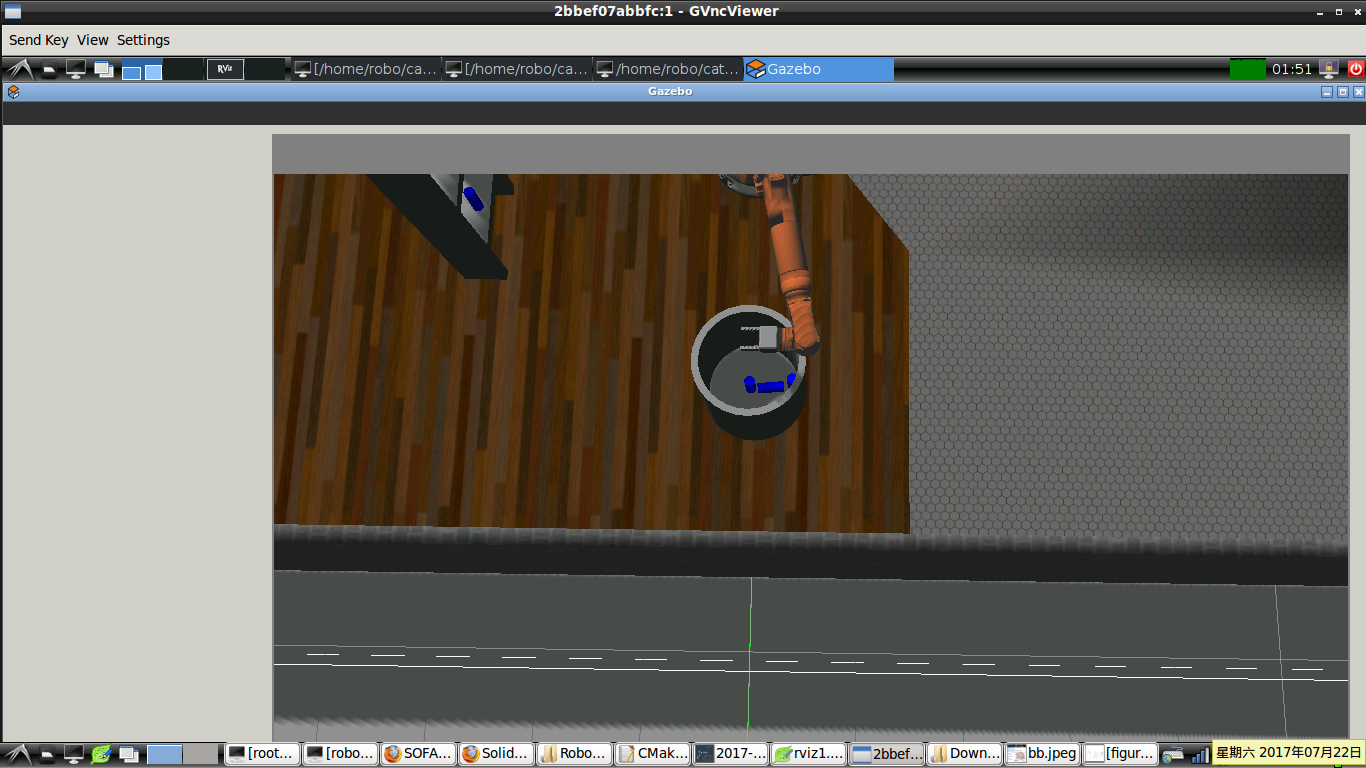 2bbef07abbfc:1 - GVncViewer
Send Key View Settings
RViz [/home/robo/ca... [/home/robo/ca... /home/robo/cat... Gazebo 01:51
Gazebo
[root... [robo... SOFA... Solid... Robo... CMak... 2017-... rviz1.... 2bbef... Down... bb.jpeg [figur... 星期六 2017年07月22日